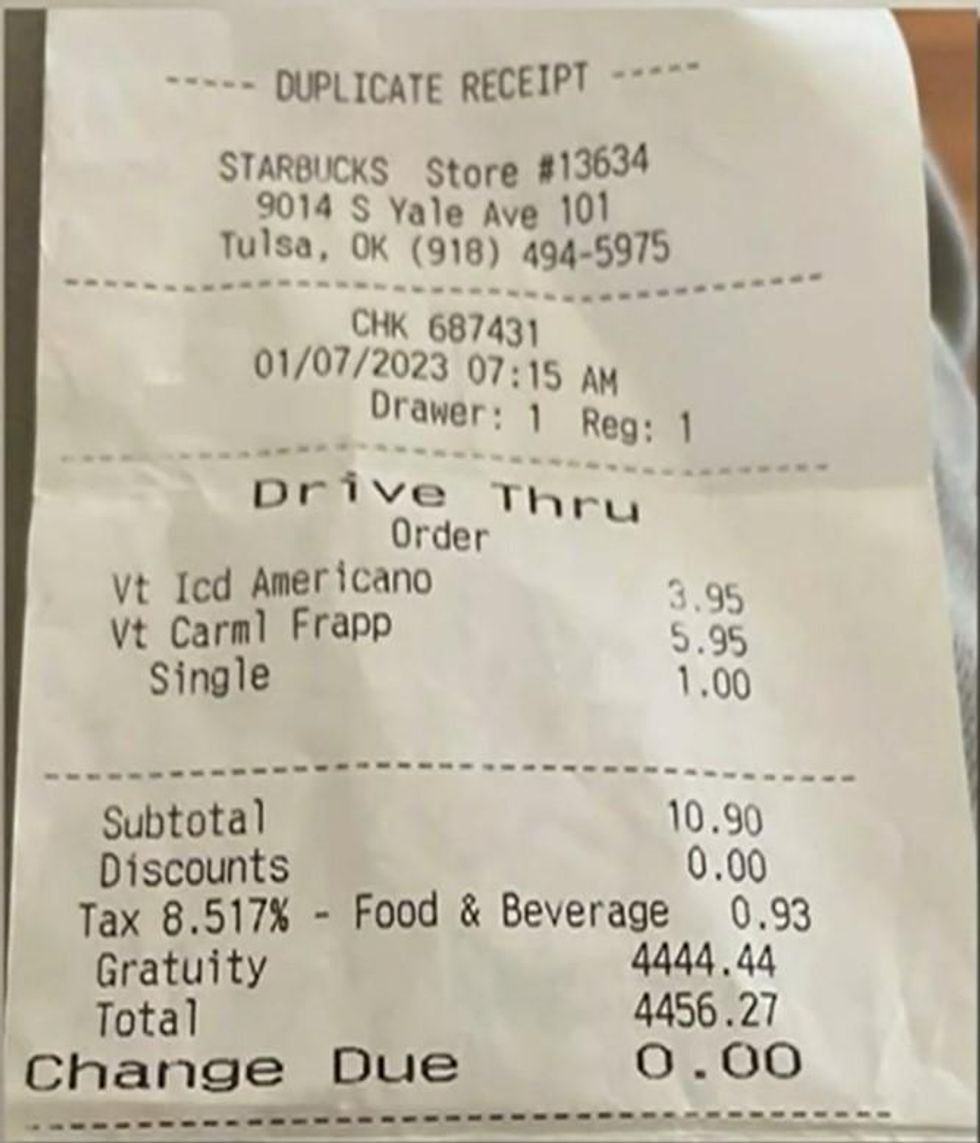 ----- DUPLICATE RECEIPT -----
STARBUCKS Store #13634
9014 S Yale Ave 101
Tulsa, OK (918) 494-5975
CHK 687431
01/07/2023 07:15 AM
Drawer: 1 Reg: 1
Drive Thru
Order
Vt Icd Americano 3.95
Vt Carml Frapp 5.95
Single 1.00
Subtotal 10.90
Discounts 0.00
Tax 8.517% - Food & Beverage 0.93
Gratuity 4444.44
Total 4456.27
Change Due 0.00